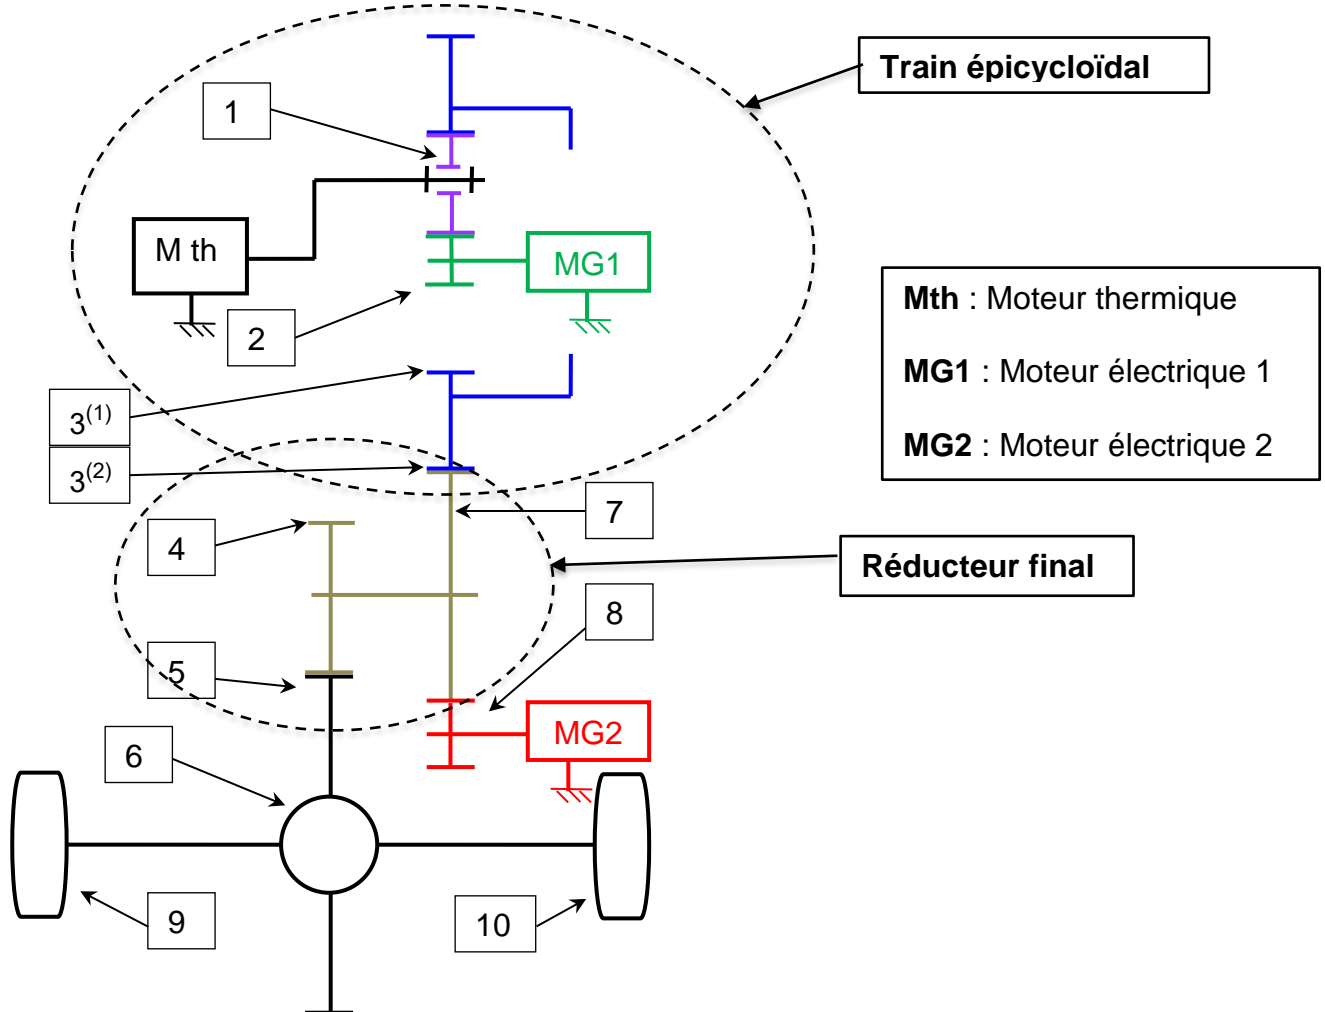 Train épicycloïdal
1
M th
MG1
2
Mth : Moteur thermique
MG1 : Moteur électrique 1
MG2 : Moteur électrique 2
3(1)
3(2)
7
4
Réducteur final
8
5
MG2
6
9
10